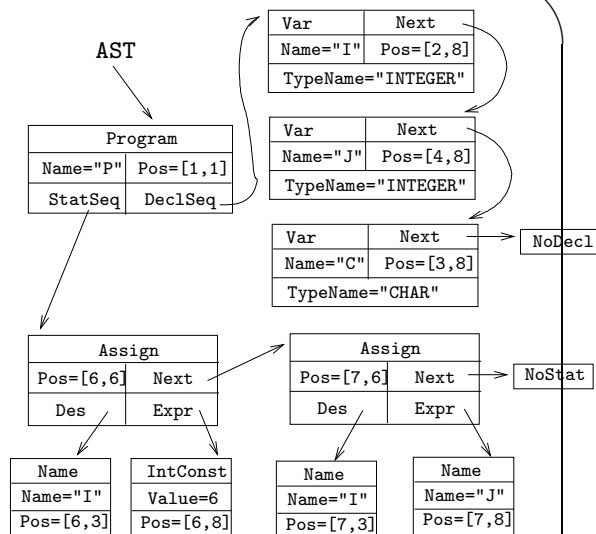 AST
Program
Name="P" Pos=[1,1]
StatSeq DeclSeq
Var Next
Name="I" Pos=[2,8]
TypeName="INTEGER"
Var Next
Name="J" Pos=[4,8]
TypeName="INTEGER"
Var Next
Name="C" Pos=[3,8]
TypeName="CHAR"
NoDecl
Assign
Pos=[6,6] Next
Des Expr
Assign
Pos=[7,6] Next
Des Expr
NoStat
Name
Name="I"
Pos=[6,3]
IntConst
Value=6
Pos=[6,8]
Name
Name="I"
Pos=[7,3]
Name
Name="J"
Pos=[7,8]